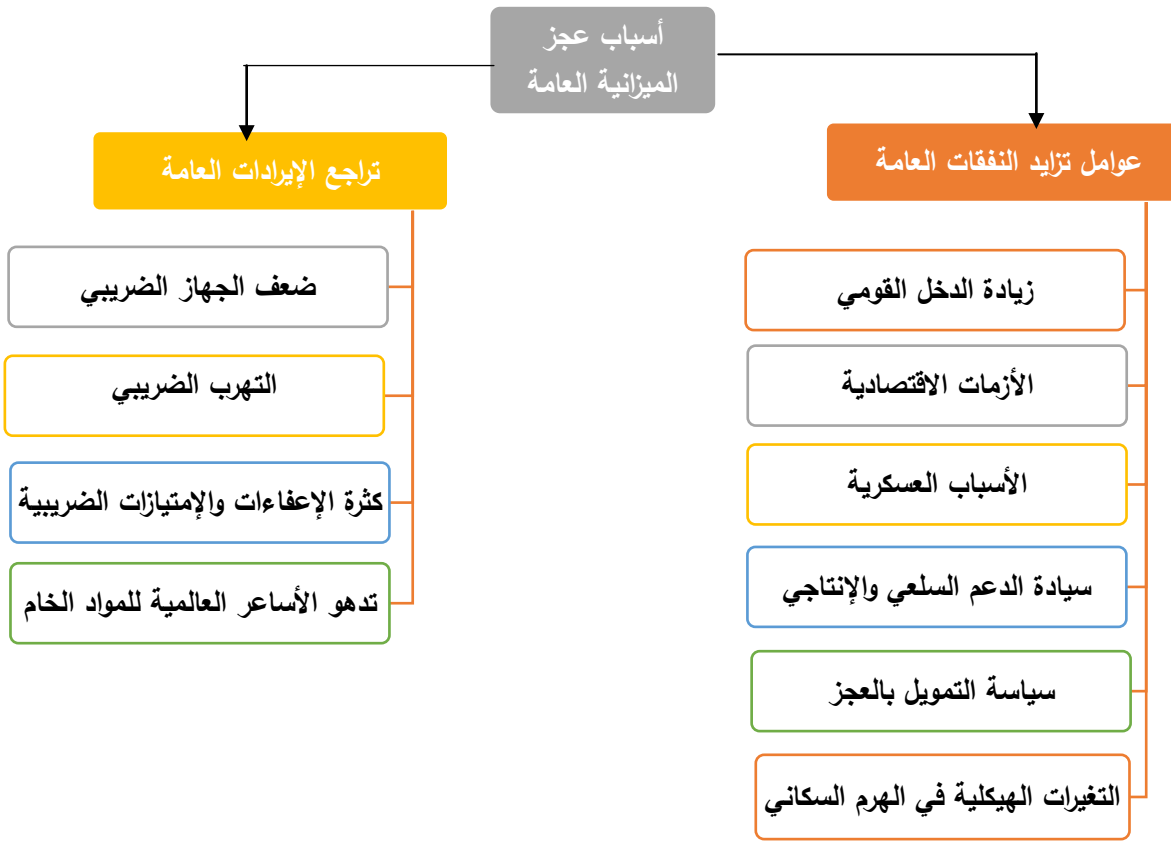 أسباب عجز
الميزانية العامة
عوامل تزايد النفقات العامة
زيادة الدخل القومي
الأزمات الاقتصادية
الأسباب العسكرية
سيادة الدعم السلعي والإنتاجي
سياسة التمويل بالعجز
التغيرات الهيكلية في الهرم السكاني
تراجع الإيرادات العامة
ضعف الجهاز الضريبي
التهرب الضريبي
كثرة الإعفاءات والإمتيازات الضريبية
تدهو الأساعر العالمية للمواد الخام